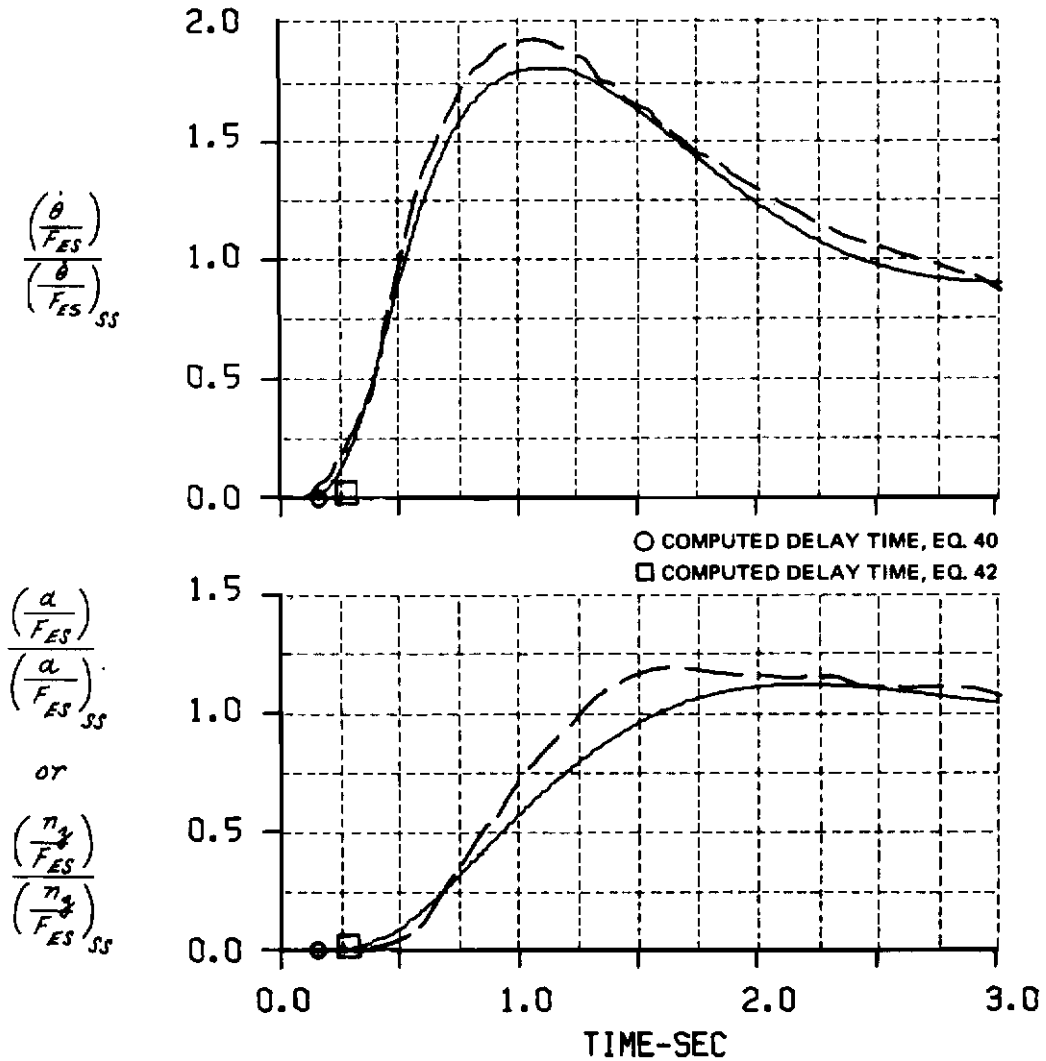 2.0
1.5
1.0
0.5
0.0
(θ̇/F_ES)
(θ̇/F_ES)_SS
○ COMPUTED DELAY TIME, EQ. 40
□ COMPUTED DELAY TIME, EQ. 42
1.5
1.0
0.5
0.0
(α/F_ES)
(α/F_ES)_SS
or
(n_z/F_ES)
(n_z/F_ES)_SS
0.0 1.0 2.0 3.0
TIME-SEC